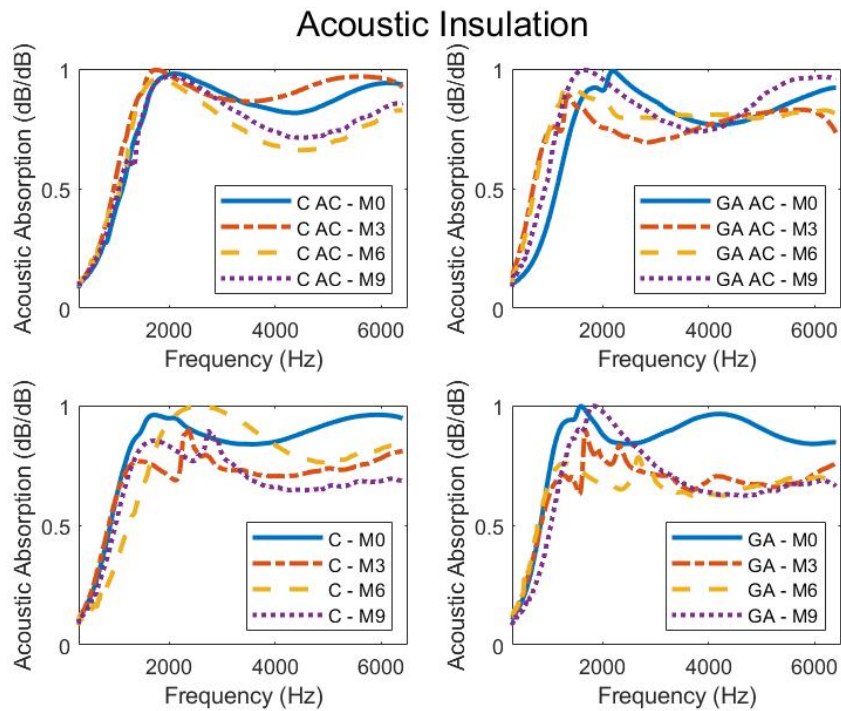 Acoustic Insulation
Acoustic Absorption (dB/dB)
1
0.5
0
C AC - M0
C AC - M3
C AC - M6
C AC - M9
2000 4000 6000
Frequency (Hz)
Acoustic Absorption (dB/dB)
1
0.5
0
GA AC - M0
GA AC - M3
GA AC - M6
GA AC - M9
2000 4000 6000
Frequency (Hz)
Acoustic Absorption (dB/dB)
1
0.5
0
C - M0
C - M3
C - M6
C - M9
2000 4000 6000
Frequency (Hz)
Acoustic Absorption (dB/dB)
1
0.5
0
GA - M0
GA - M3
GA - M6
GA - M9
2000 4000 6000
Frequency (Hz)